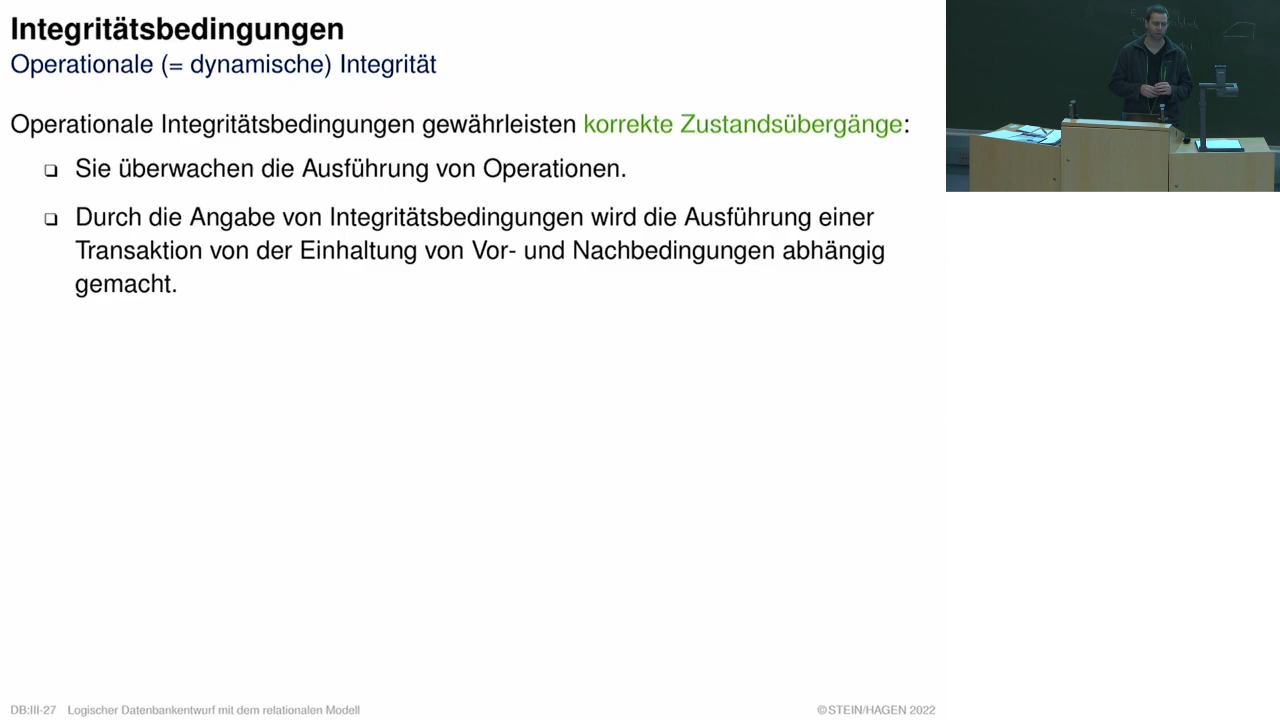 Integritätsbedingungen
Operationale (= dynamische) Integrität
Operationale Integritätsbedingungen gewährleisten korrekte Zustandsübergänge:
❑ Sie überwachen die Ausführung von Operationen.
❑ Durch die Angabe von Integritätsbedingungen wird die Ausführung einer
Transaktion von der Einhaltung von Vor- und Nachbedingungen abhängig
gemacht.
DB:III-27 Logischer Datenbankentwurf mit dem relationalen Modell
©STEIN/HAGEN 2022